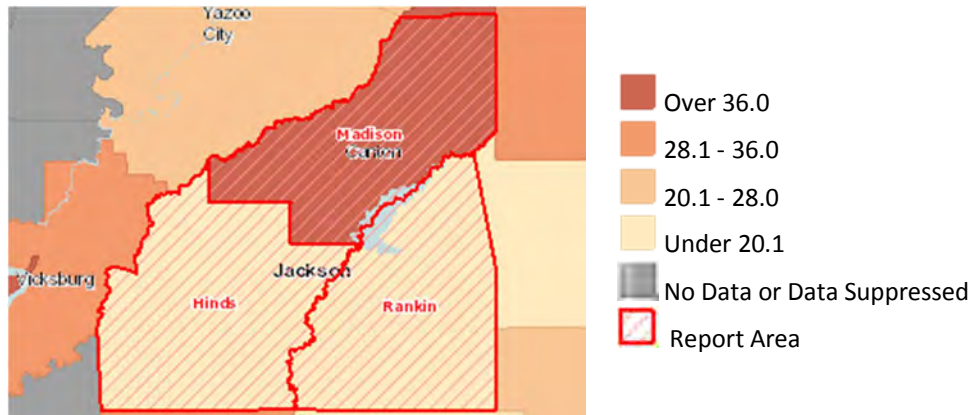 Yazoo
City
Madison
Canton
Vicksburg
Jackson
Hinds
Rankin
Over 36.0
28.1 - 36.0
20.1 - 28.0
Under 20.1
No Data or Data Suppressed
Report Area